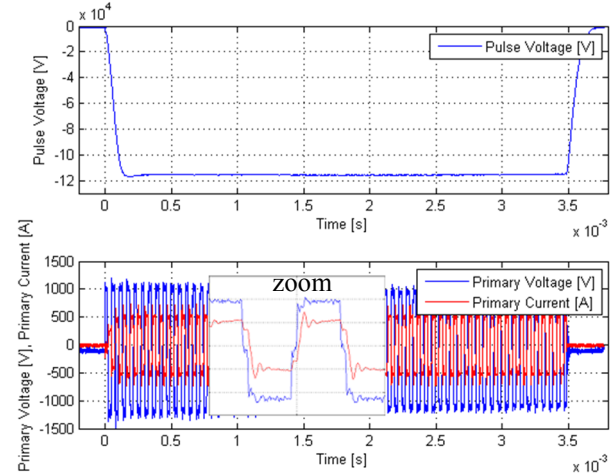 x 10⁴
Pulse Voltage [V]
0
-2
-4
-6
-8
-10
-12
Pulse Voltage [V]
0 0.5 1 1.5 2 2.5 3 3.5
Time [s]
x 10⁻³
Primary Voltage [V], Primary Current [A]
1500
1000
500
0
-500
-1000
-1500
zoom
Primary Voltage [V]
Primary Current [A]
0 0.5 1 1.5 2 2.5 3 3.5
Time [s]
x 10⁻³